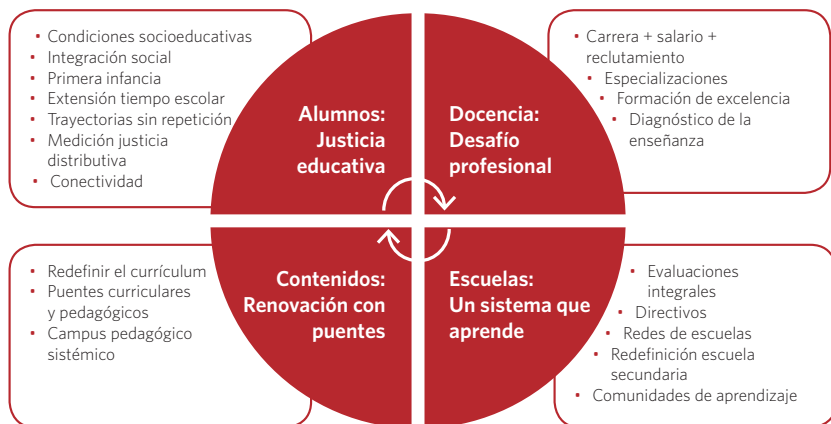 • Condiciones socioeducativas
• Integración social
• Primera infancia
• Extensión tiempo escolar
• Trayectorias sin repetición
• Medición justicia
distributiva
• Conectividad
Alumnos:
Justicia
educativa
Docencia:
Desafío
profesional
• Carrera + salario +
reclutamiento
• Especializaciones
• Formación de excelencia
• Diagnóstico de la
enseñanza
• Redefinir el currículum
• Puentes curriculares
y pedagógicos
• Campus pedagógico
sistémico
Contenidos:
Renovación con
puentes
Escuelas:
Un sistema que
aprende
• Evaluaciones
integrales
• Directivos
• Redes de escuelas
• Redefinición escuela
secundaria
• Comunidades de aprendizaje